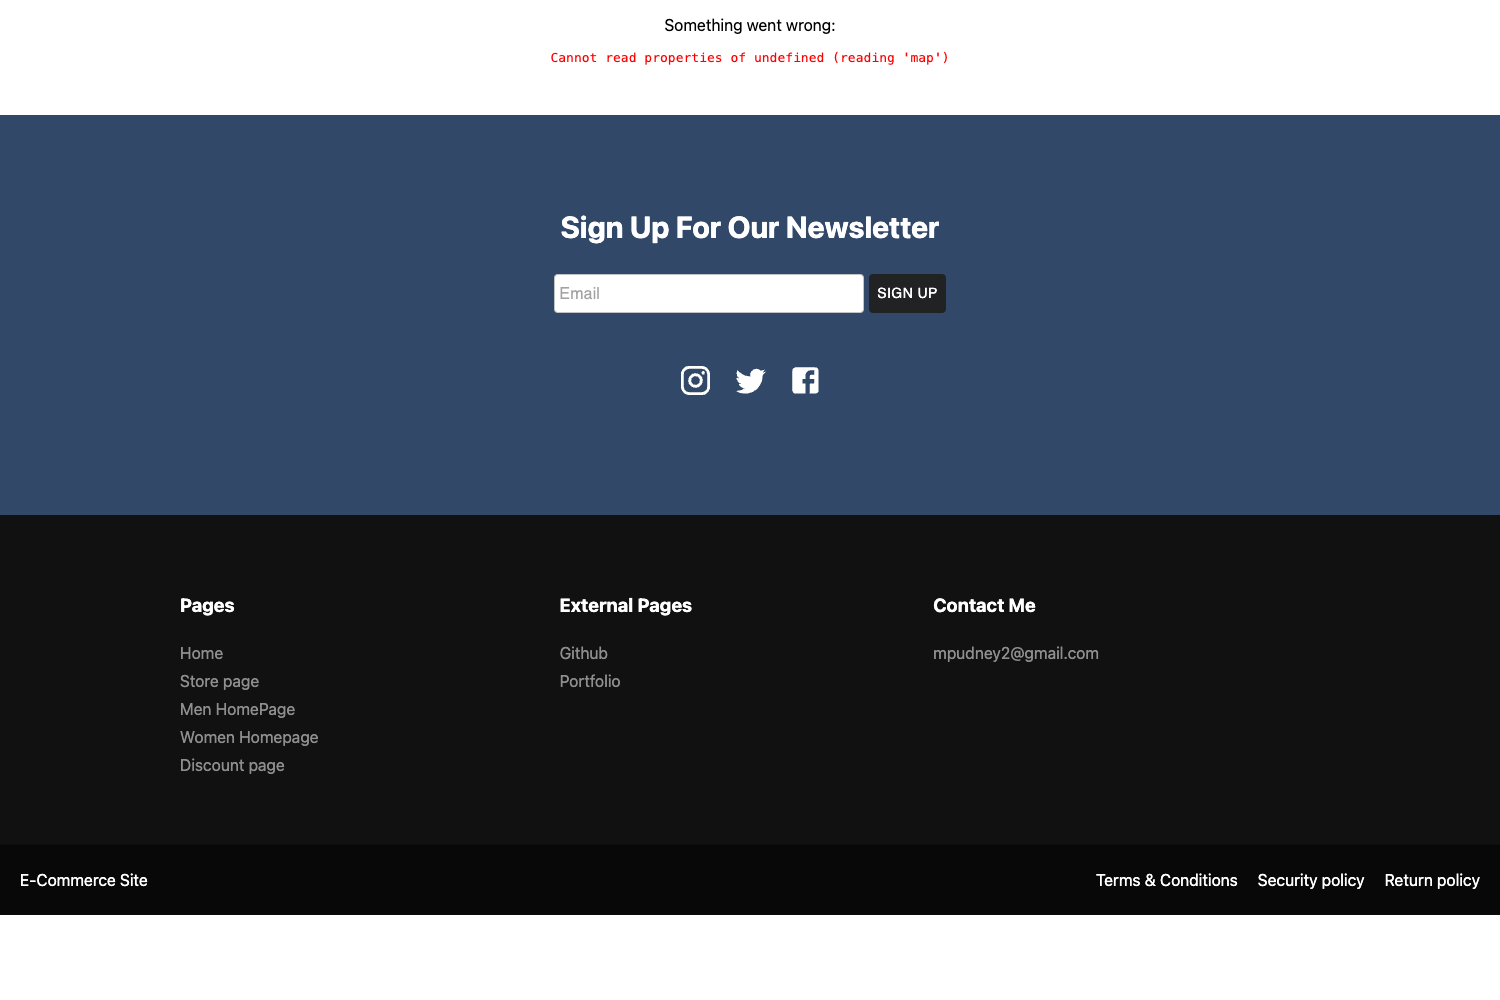 Something went wrong:
Cannot read properties of undefined (reading 'map')
Sign Up For Our Newsletter
Email
SIGN UP
Pages
Home
Store page
Men HomePage
Women Homepage
Discount page
External Pages
Github
Portfolio
Contact Me
mpudney2@gmail.com
E-Commerce Site
Terms & Conditions Security policy Return policy